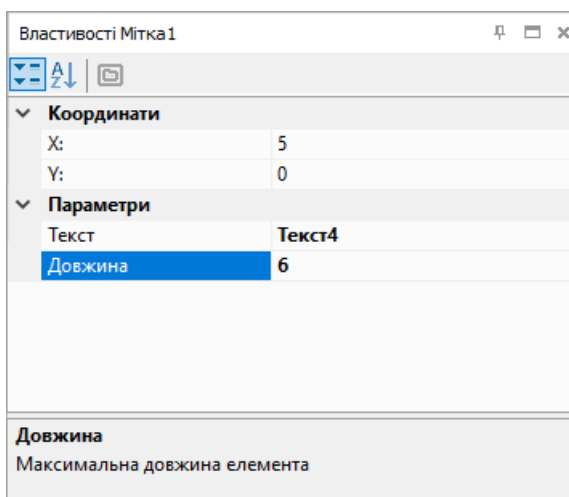 Властивості Мітка1
Координати
X: 5
Y: 0
Параметри
Текст Текст4
Довжина 6
Довжина
Максимальна довжина елемента